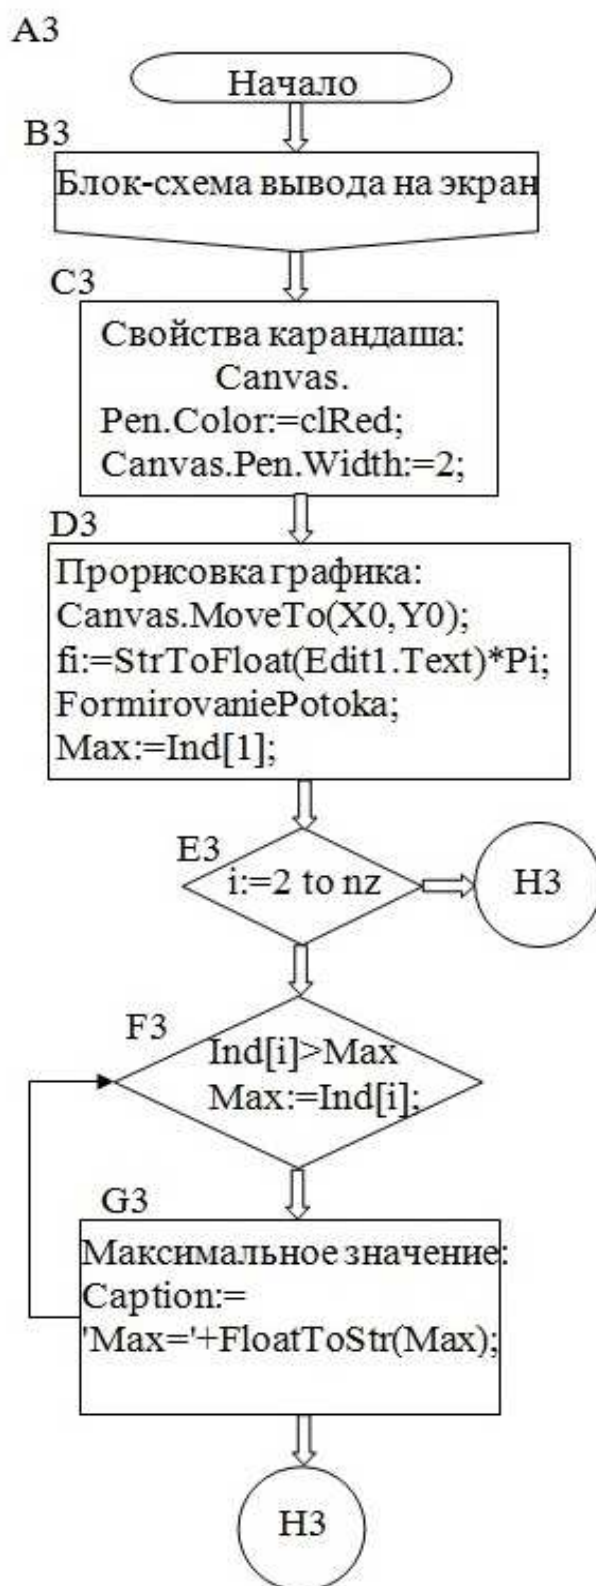 A3
Начало
B3
Блок-схема вывода на экран
C3
Свойства карандаша:
Canvas.
Pen.Color:=clRed;
Canvas.Pen.Width:=2;
D3
Прорисовка графика:
Canvas.MoveTo(X0,Y0);
fi:=StrToFloat(Edit1.Text)*Pi;
FormirovaniePotoka;
Max:=Ind[1];
E3
i:=2 to nz
H3
F3
Ind[i]>Max
Max:=Ind[i];
G3
Максимальное значение:
Caption:=
'Max='+FloatToStr(Max);
H3